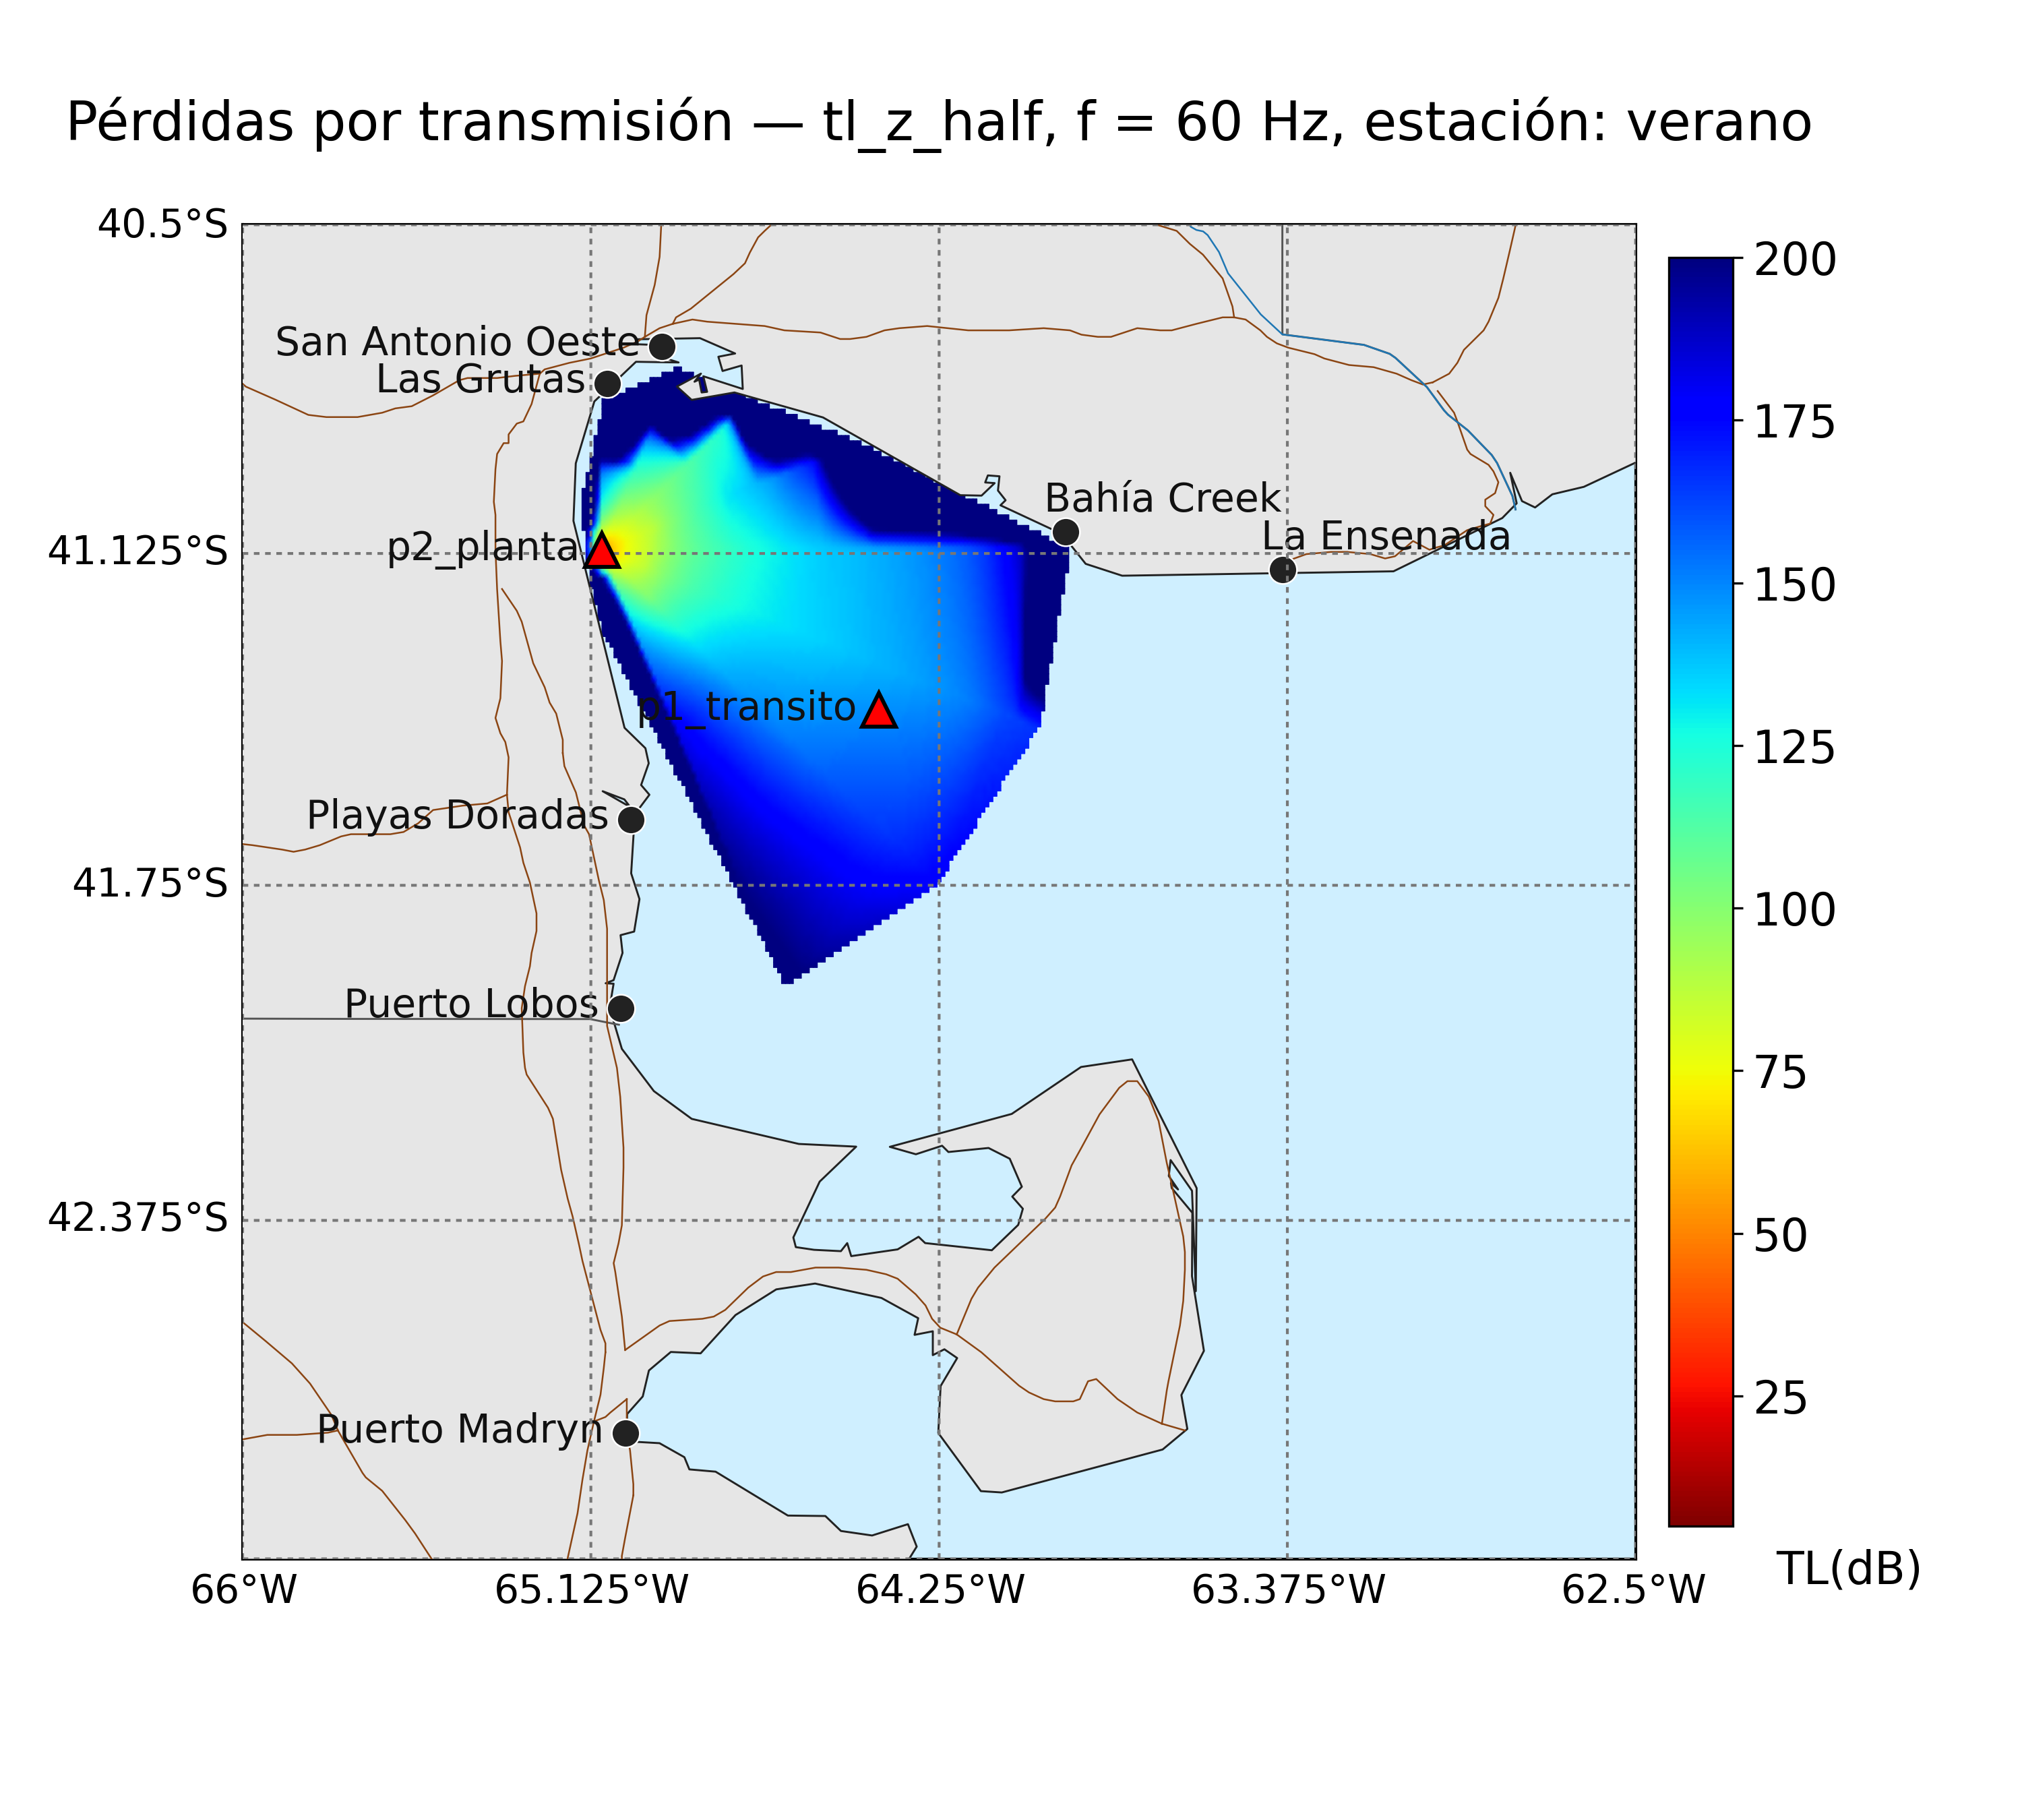 Pérdidas por transmisión — tl_z_half, f = 60 Hz, estación: verano
40.5°S
200
San Antonio Oeste
Las Grutas
175
Bahía Creek
La Ensenada
p2_planta
41.125°S
150
p1_transito
125
Playas Doradas
41.75°S
100
Puerto Lobos
75
42.375°S
50
25
Puerto Madryn
TL(dB)
66°W
65.125°W
64.25°W
63.375°W
62.5°W